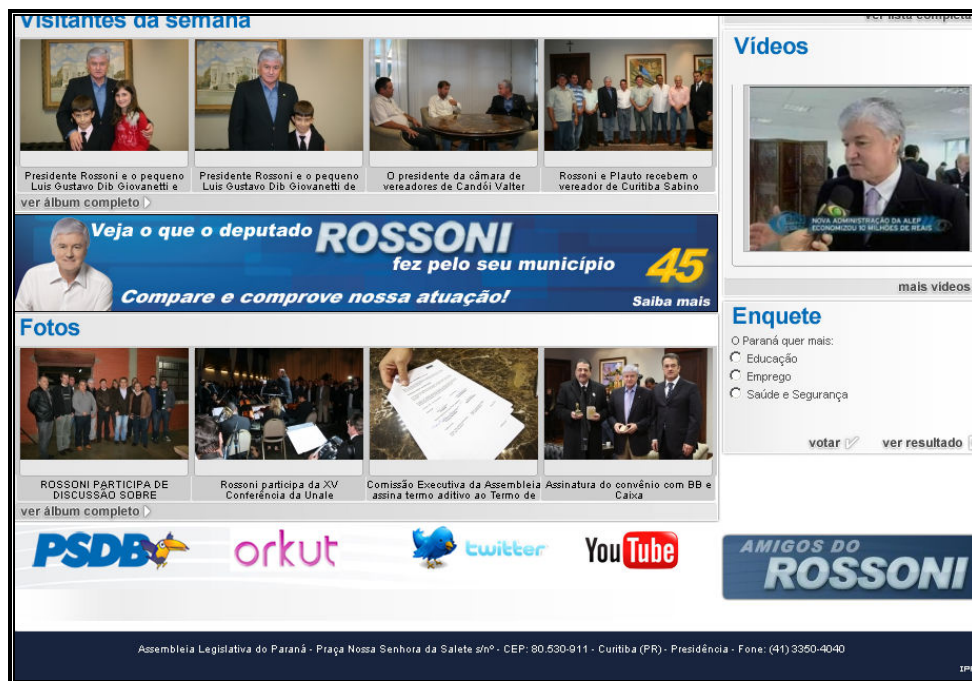 Visitantes da semana
Presidente Rossoni e o pequeno
Luis Gustavo Dib Giovanetti e
Presidente Rossoni e o pequeno
Luis Gustavo Dib Giovanetti de
O presidente da câmara de
vereadores de Candói Valter
Rossoni e Plauto recebem o
vereador de Curitiba Sabino
ver álbum completo
Veja o que o deputado ROSSONI
fez pelo seu município
45
Compare e comprove nossa atuação!
Saiba mais
Fotos
ROSSONI PARTICIPA DE
DISCUSSÃO SOBRE
Rossoni participa da XV
Conferência da Unale
Comissão Executiva da Assembleia
assina termo aditivo ao Termo de
Assinatura do convênio com BB e
Caixa
ver álbum completo
PSDB
orkut
twitter
YouTube
ver lista completa
Vídeos
NOVA ADMINISTRAÇÃO DA ALEP
ECONOMIZOU 10 MILHÕES DE REAIS
mais vídeos
Enquete
O Paraná quer mais:
Educação
Emprego
Saúde e Segurança
votar
ver resultado
AMIGOS DO
ROSSONI
Assembleia Legislativa do Paraná - Praça Nossa Senhora da Salete s/nº - CEP: 80.530-911 - Curitiba (PR) - Presidência - Fone: (41) 3350-4040